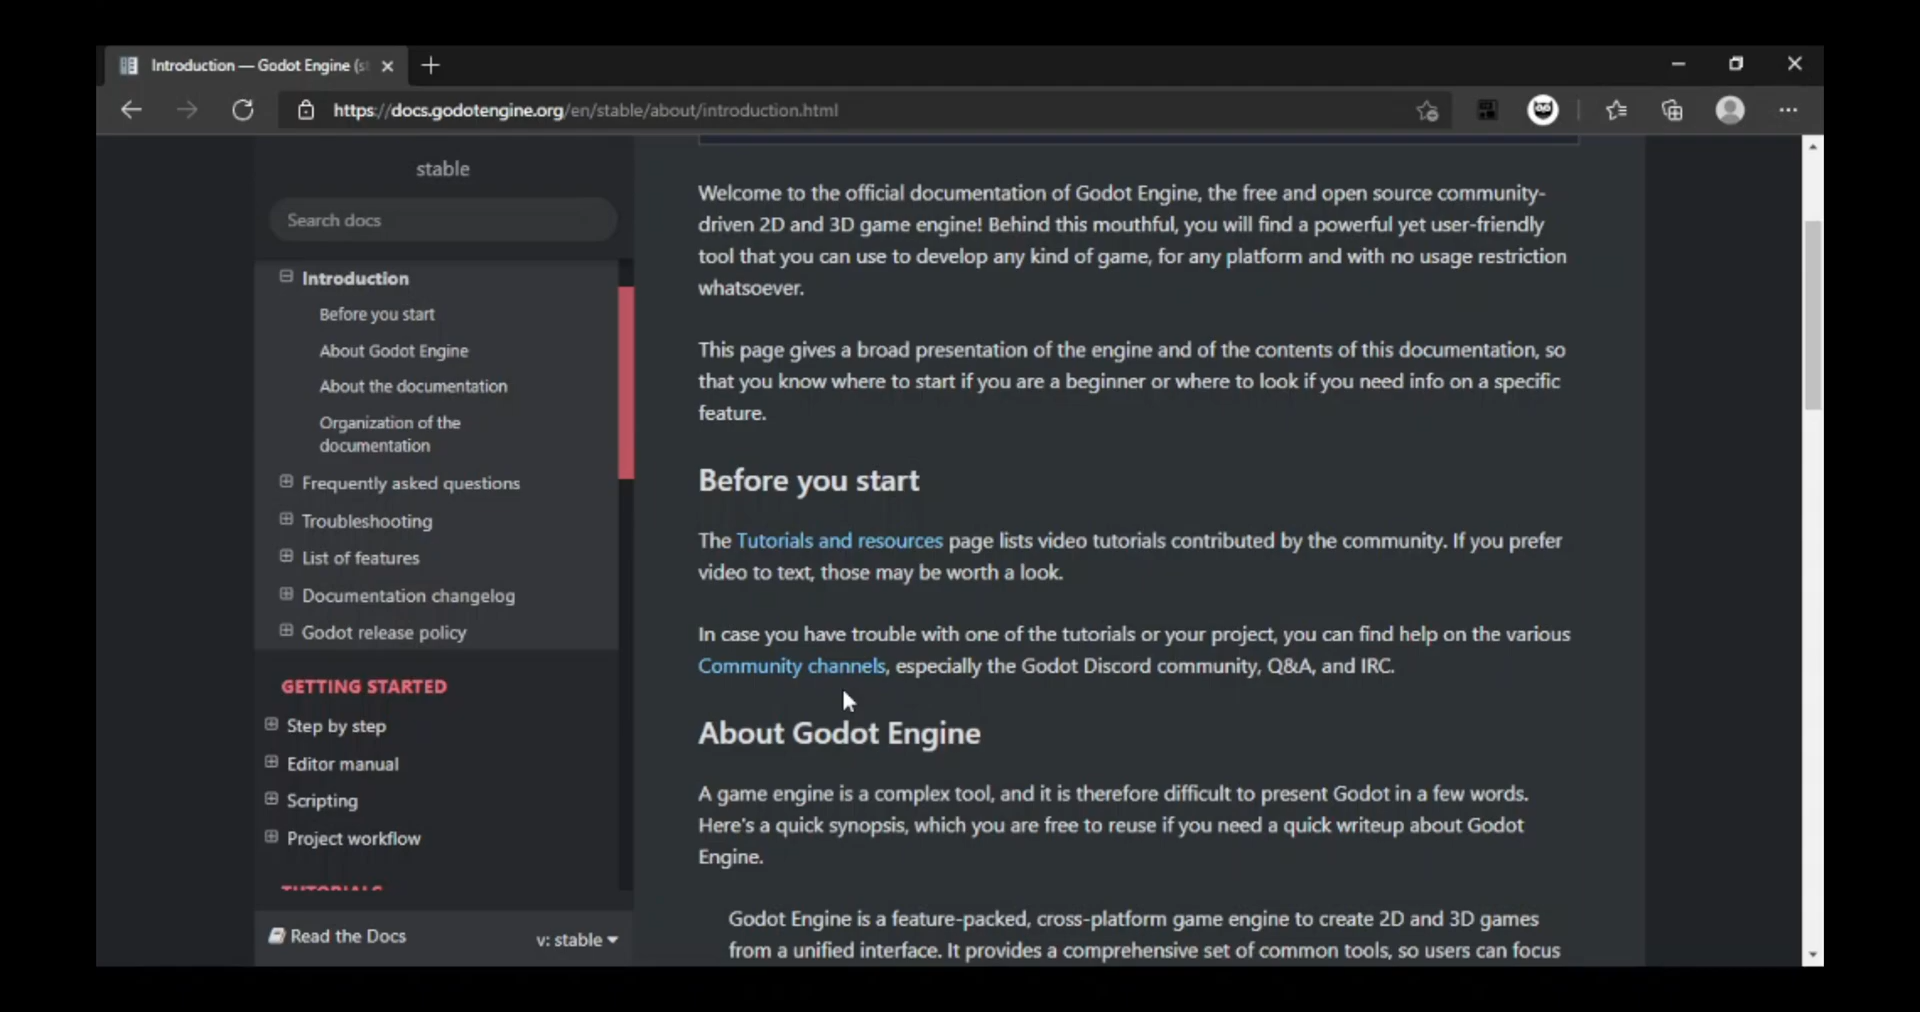 Introduction — Godot Engine (s
https://docs.godotengine.org/en/stable/about/introduction.html
stable
Search docs
Introduction
Before you start
About Godot Engine
About the documentation
Organization of the
documentation
Frequently asked questions
Troubleshooting
List of features
Documentation changelog
Godot release policy
GETTING STARTED
Step by step
Editor manual
Scripting
Project workflow
TUTORIALS
Read the Docs
v: stable
Welcome to the official documentation of Godot Engine, the free and open source community-
driven 2D and 3D game engine! Behind this mouthful, you will find a powerful yet user-friendly
tool that you can use to develop any kind of game, for any platform and with no usage restriction
whatsoever.
This page gives a broad presentation of the engine and of the contents of this documentation, so
that you know where to start if you are a beginner or where to look if you need info on a specific
feature.
Before you start
The Tutorials and resources page lists video tutorials contributed by the community. If you prefer
video to text, those may be worth a look.
In case you have trouble with one of the tutorials or your project, you can find help on the various
Community channels, especially the Godot Discord community, Q&A, and IRC.
About Godot Engine
A game engine is a complex tool, and it is therefore difficult to present Godot in a few words.
Here's a quick synopsis, which you are free to reuse if you need a quick writeup about Godot
Engine.
Godot Engine is a feature-packed, cross-platform game engine to create 2D and 3D games
from a unified interface. It provides a comprehensive set of common tools, so users can focus